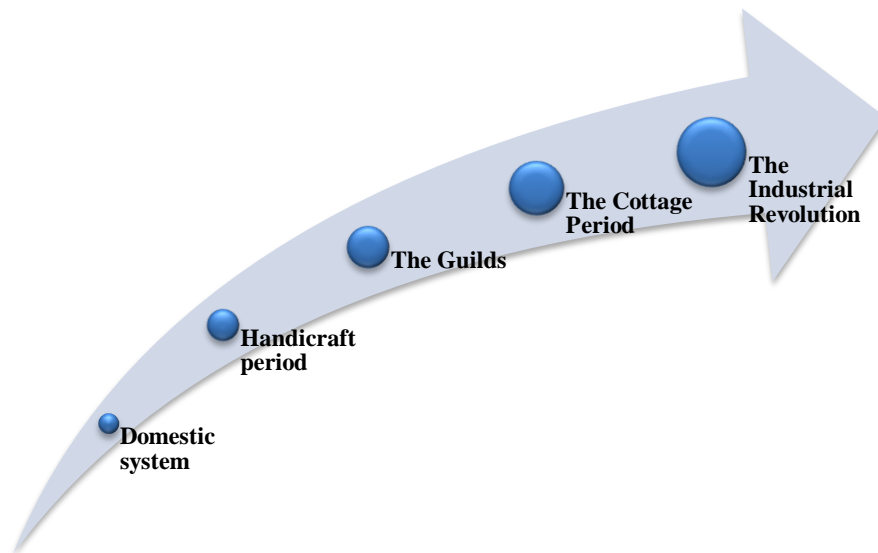 The
Industrial
Revolution
The Cottage
Period
The Guilds
Handicraft
period
Domestic
system